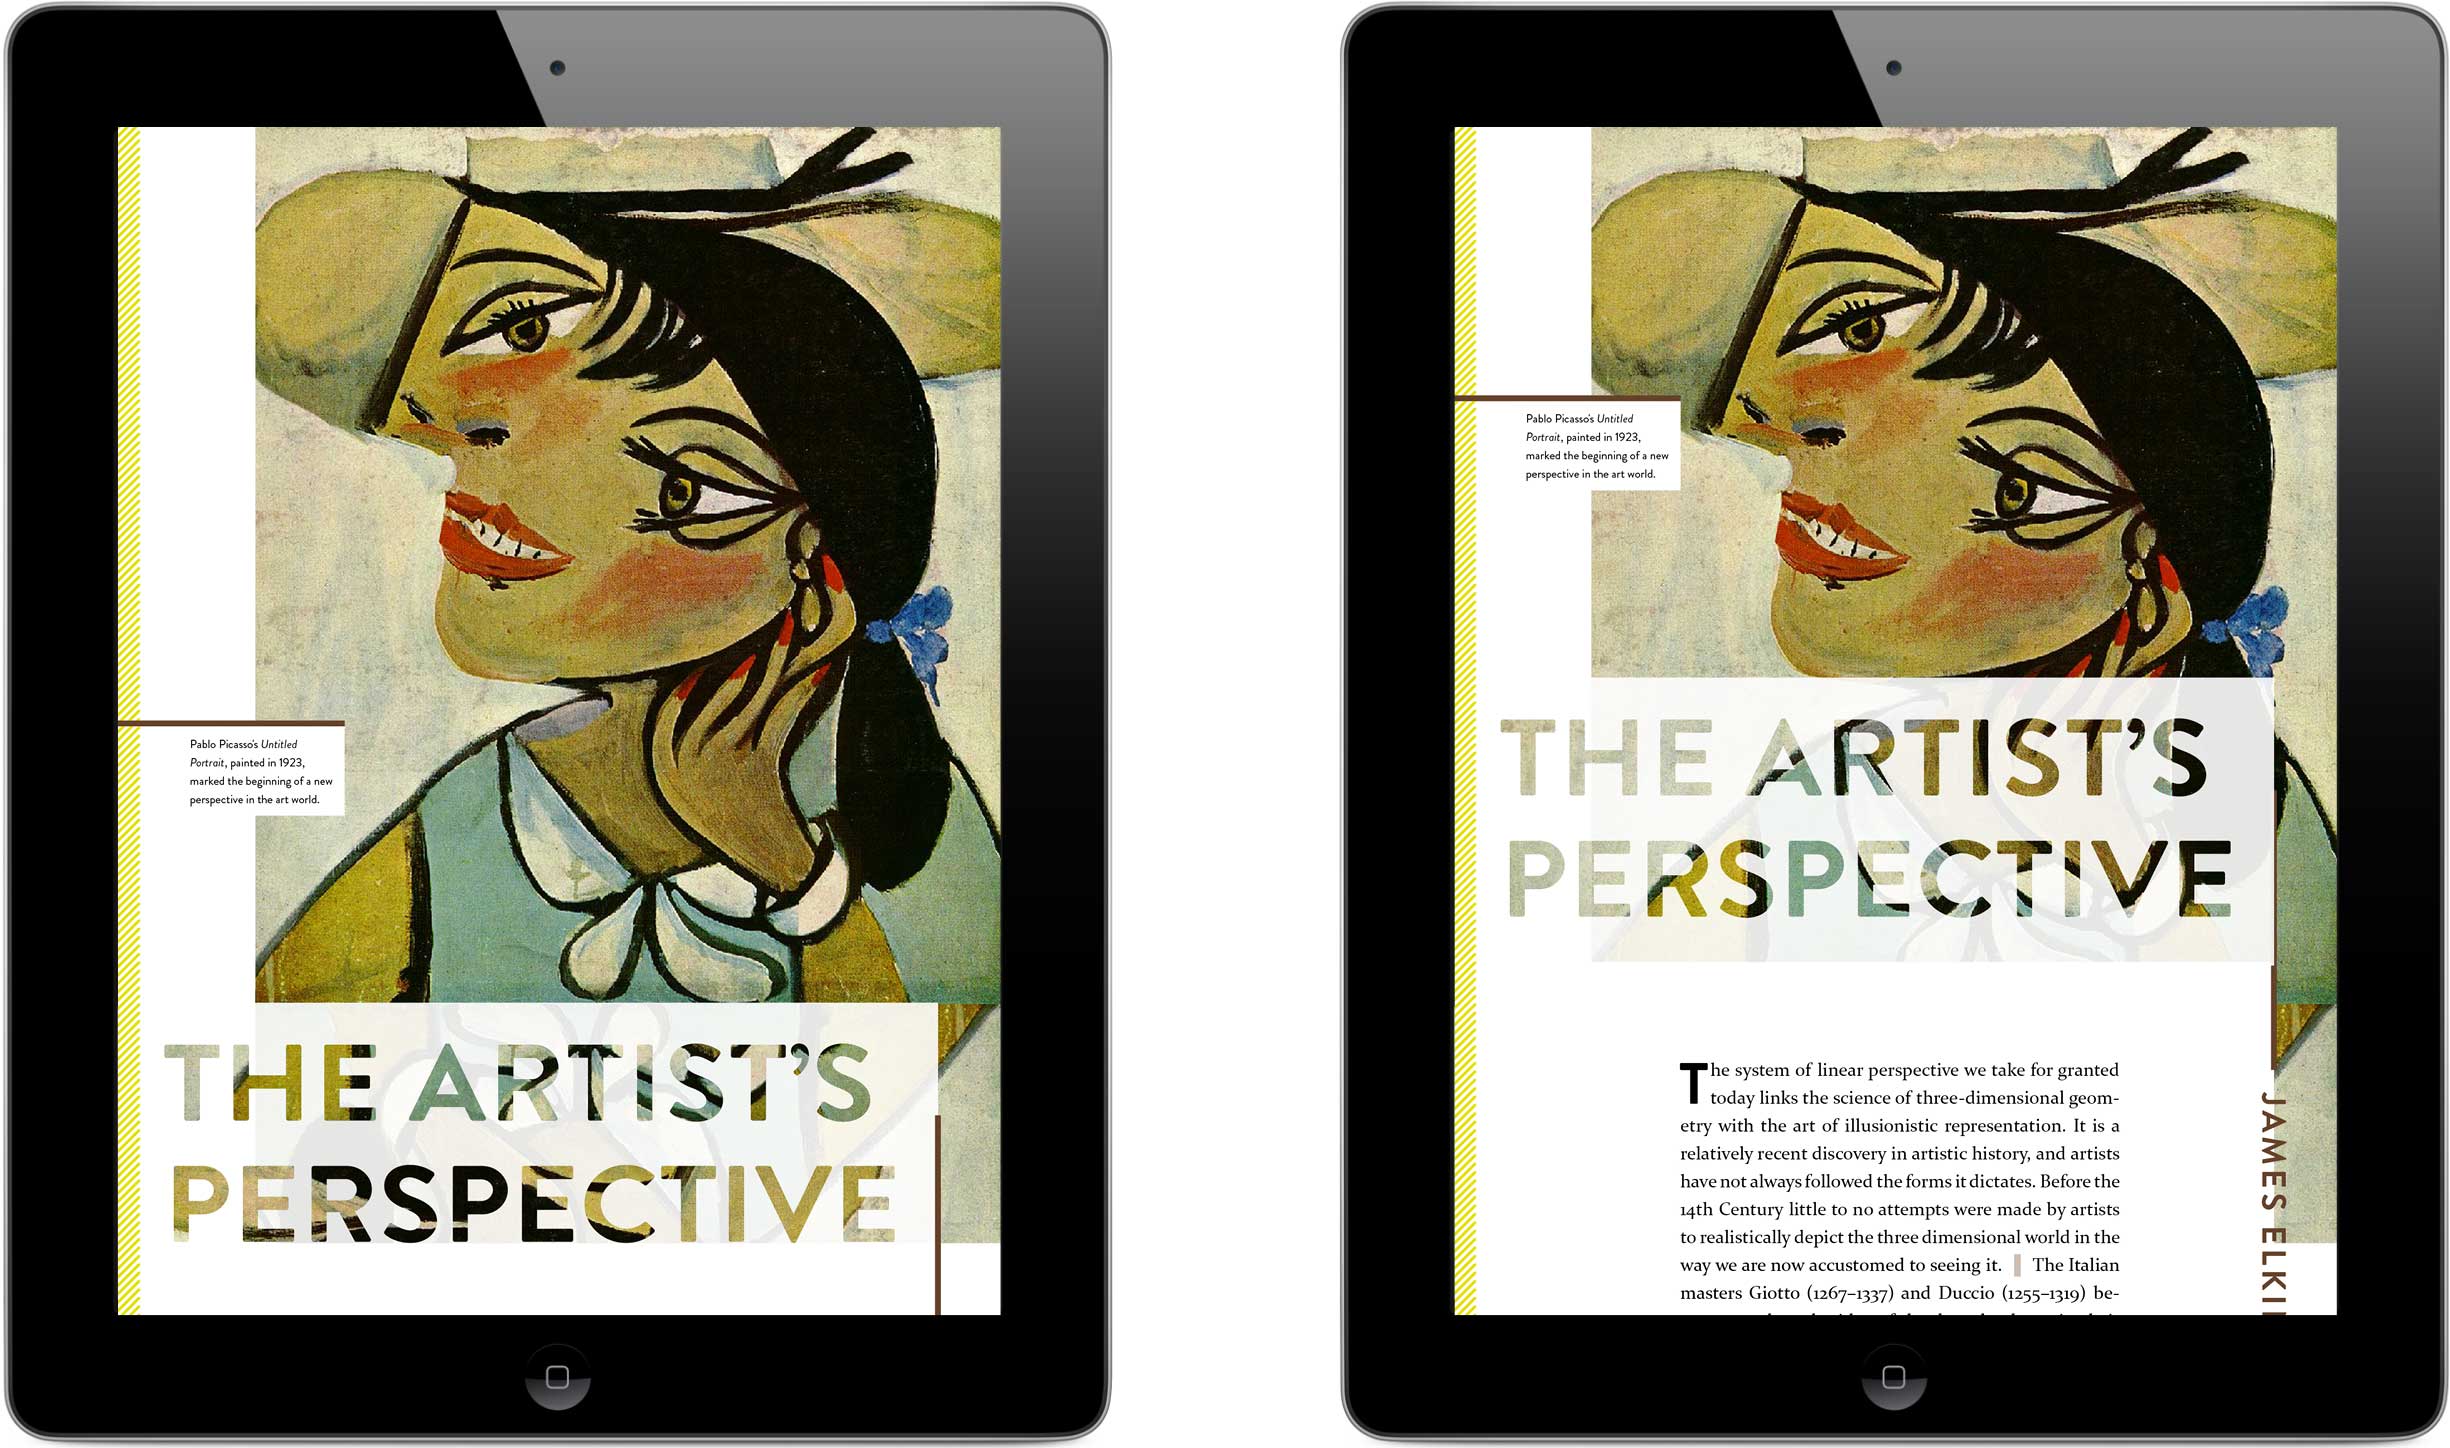 Pablo Picasso's Untitled
Portrait, painted in 1923,
marked the beginning of a new
perspective in the art world.
THE ARTIST’S
PERSPECTIVE
Pablo Picasso's Untitled
Portrait, painted in 1923,
marked the beginning of a new
perspective in the art world.
THE ARTIST’S
PERSPECTIVE
The system of linear perspective we take for granted
today links the science of three-dimensional geom-
etry with the art of illusionistic representation. It is a
relatively recent discovery in artistic history, and artists
have not always followed the forms it dictates. Before the
14th Century little to no attempts were made by artists
to realistically depict the three dimensional world in the
way we are now accustomed to seeing it. The Italian
masters Giotto (1267–1337) and Duccio (1255–1319) be-
JAMES ELKI